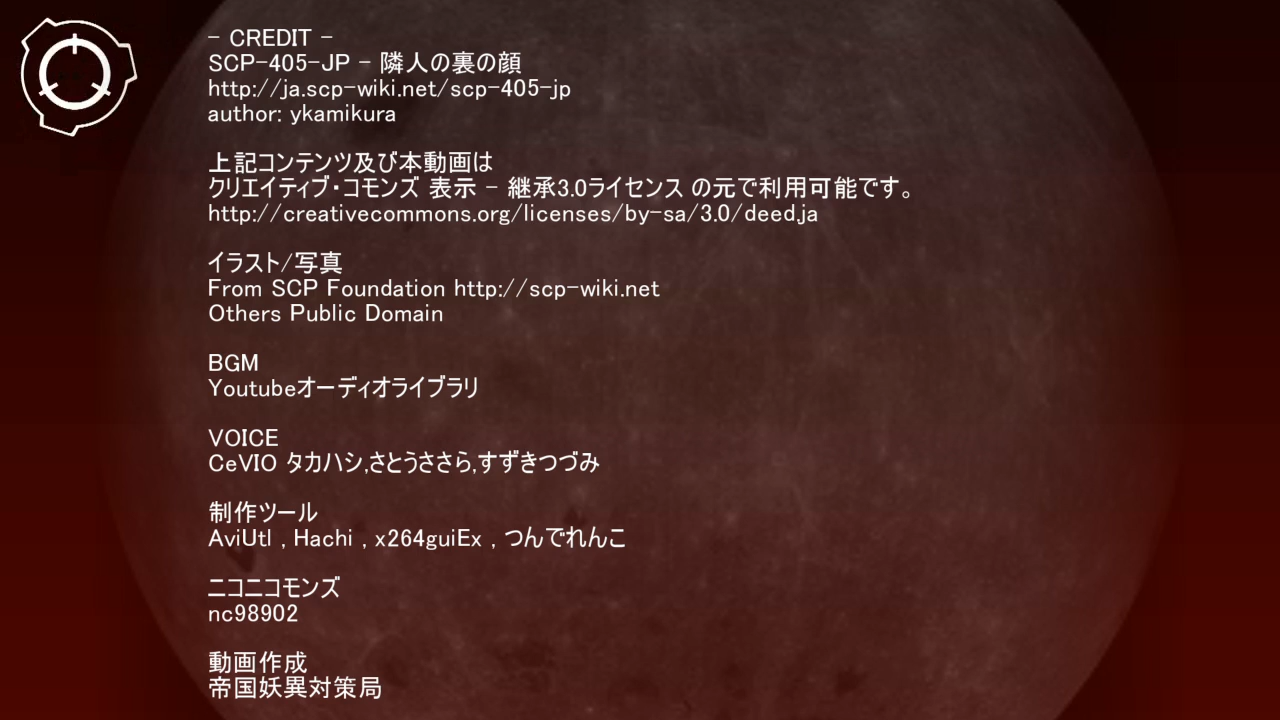 - CREDIT -
SCP-405-JP - 隣人の裏の顔
http://ja.scp-wiki.net/scp-405-jp
author: ykamikura
上記コンテンツ及び本動画は
クリエイティブ・コモンズ 表示 - 継承3.0ライセンス の元で利用可能です。
http://creativecommons.org/licenses/by-sa/3.0/deed.ja
イラスト/写真
From SCP Foundation http://scp-wiki.net
Others Public Domain
BGM
Youtubeオーディオライブラリ
VOICE
CeVIO タカハシ,さとうささら,すずきつづみ
制作ツール
AviUtl , Hachi , x264guiEx , つんでれんこ
ニコニコモンズ
nc98902
動画作成
帝国妖異対策局